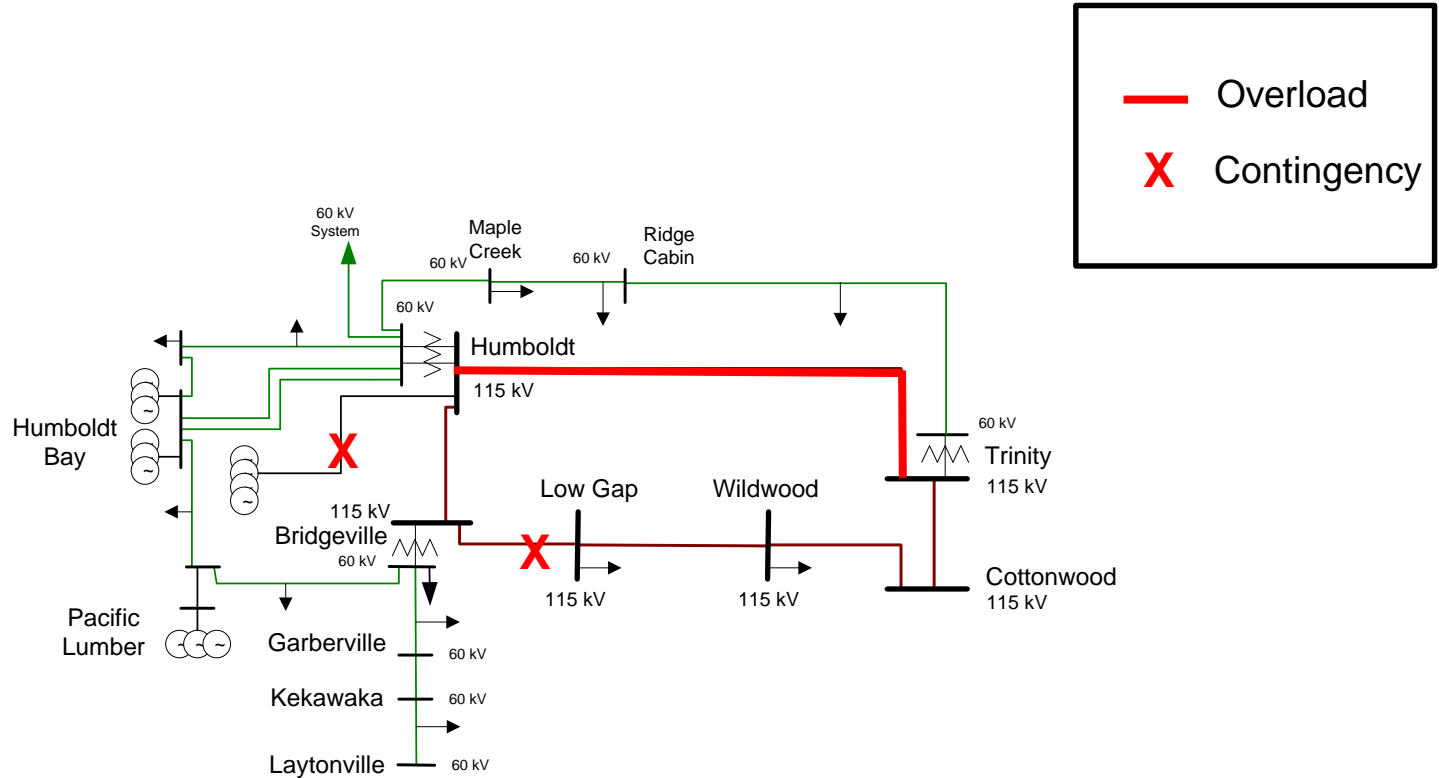 Overload
X Contingency
60 kV
System
Maple
Creek
60 kV
60 kV
Ridge
Cabin
60 kV
Humboldt
115 kV
60 kV
Trinity
115 kV
Humboldt
Bay
~
~
~
~
~
~
~
~
~
~
X
Low Gap
Wildwood
115 kV
Bridgeville
60 kV
X
115 kV
115 kV
Cottonwood
115 kV
Pacific
Lumber
~ ~ ~
Garberville
60 kV
Kekawaka
60 kV
Laytonville
60 kV